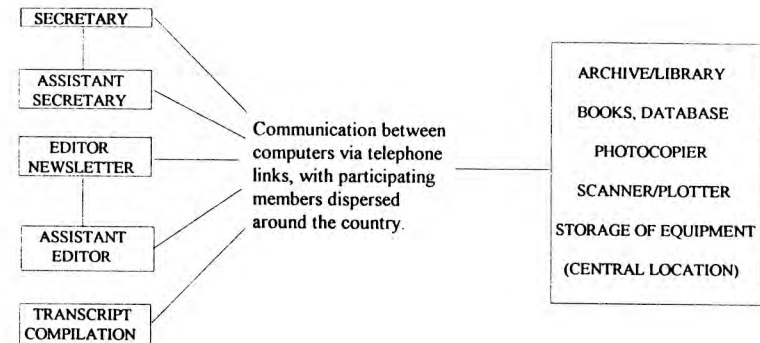 SECRETARY
ASSISTANT
SECRETARY
EDITOR
NEWSLETTER
ASSISTANT
EDITOR
TRANSCRIPT
COMPILATION
Communication between
computers via telephone
links, with participating
members dispersed
around the country.
ARCHIVE/LIBRARY
BOOKS, DATABASE
PHOTOCOPIER
SCANNER/PLOTTER
STORAGE OF EQUIPMENT
(CENTRAL LOCATION)